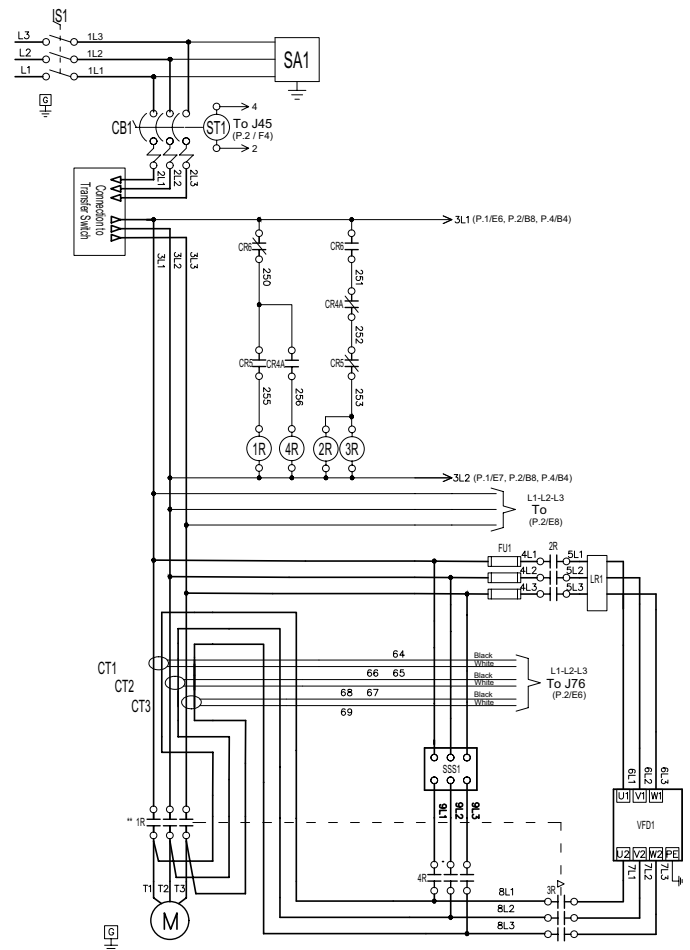 IS1
L3 1L3
L2 1L2
L1 1L1
SA1
G
CB1
ST1
4
To J45
(P.2 / F4)
2
2L1 2L2 2L3
Connection to
Transfer Switch
3L1 (P.1/E6, P.2/B8, P.4/B4)
3L1 3L2 3L3
CR6 CR6
250 251
CR4A
252
CR5 CR4A CR5
255 256 253
1R 4R 2R 3R
3L2 (P.1/E7, P.2/B8, P.4/B4)
L1-L2-L3
To
(P.2/E8)
FU1 2R
4L1 5L1
4L2 5L2
4L3 5L3
LR1
CT1
CT2
CT3
64 Black
White
66 65 Black
White
68 67 Black
White
69
L1-L2-L3
To J76
(P.2/E6)
SSS1
6L1 6L2 6L3
U1 V1 W1
VFD1
U2 V2 W2 PE
7L1 7L2 7L3
9L1 9L2 9L3
** 1R
4R
3R
T1 T2 T3
M
8L1
8L2
8L3
G